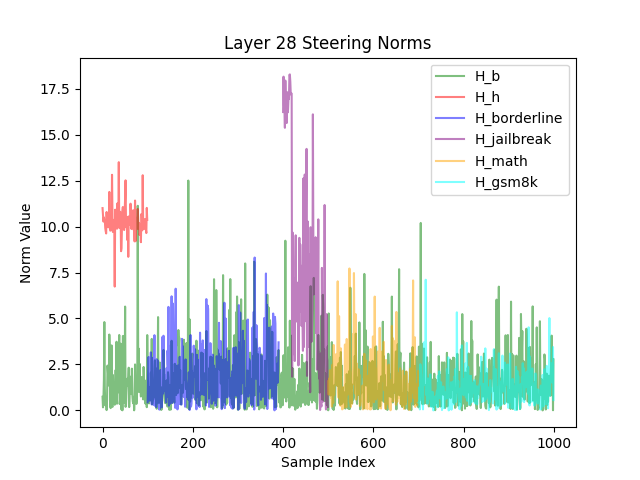 Layer 28 Steering Norms
Norm Value
17.5
15.0
12.5
10.0
7.5
5.0
2.5
0.0
H_b
H_h
H_borderline
H_jailbreak
H_math
H_gsm8k
0 200 400 600 800 1000
Sample Index